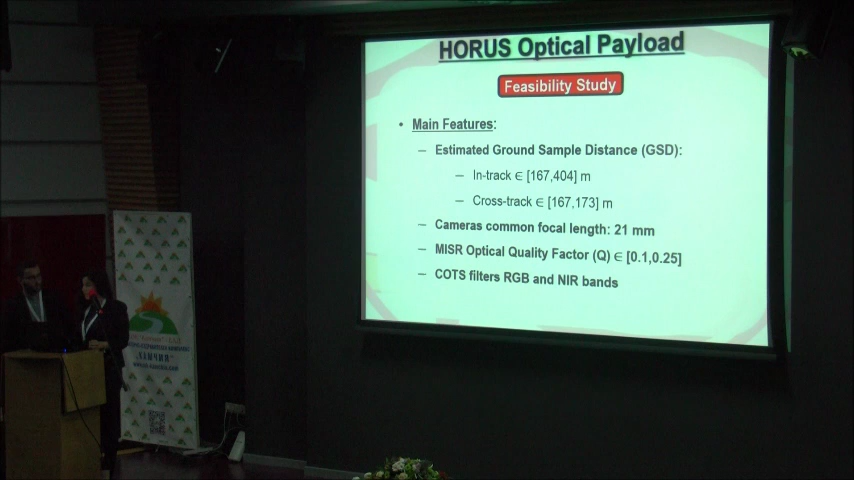 HORUS Optical Payload
Feasibility Study
• Main Features:
– Estimated Ground Sample Distance (GSD):
– In-track ∈ [167,404] m
– Cross-track ∈ [167,173] m
– Cameras common focal length: 21 mm
– MISR Optical Quality Factor (Q) ∈ [0.1,0.25]
– COTS filters RGB and NIR bands
"КАМЧИЯ"